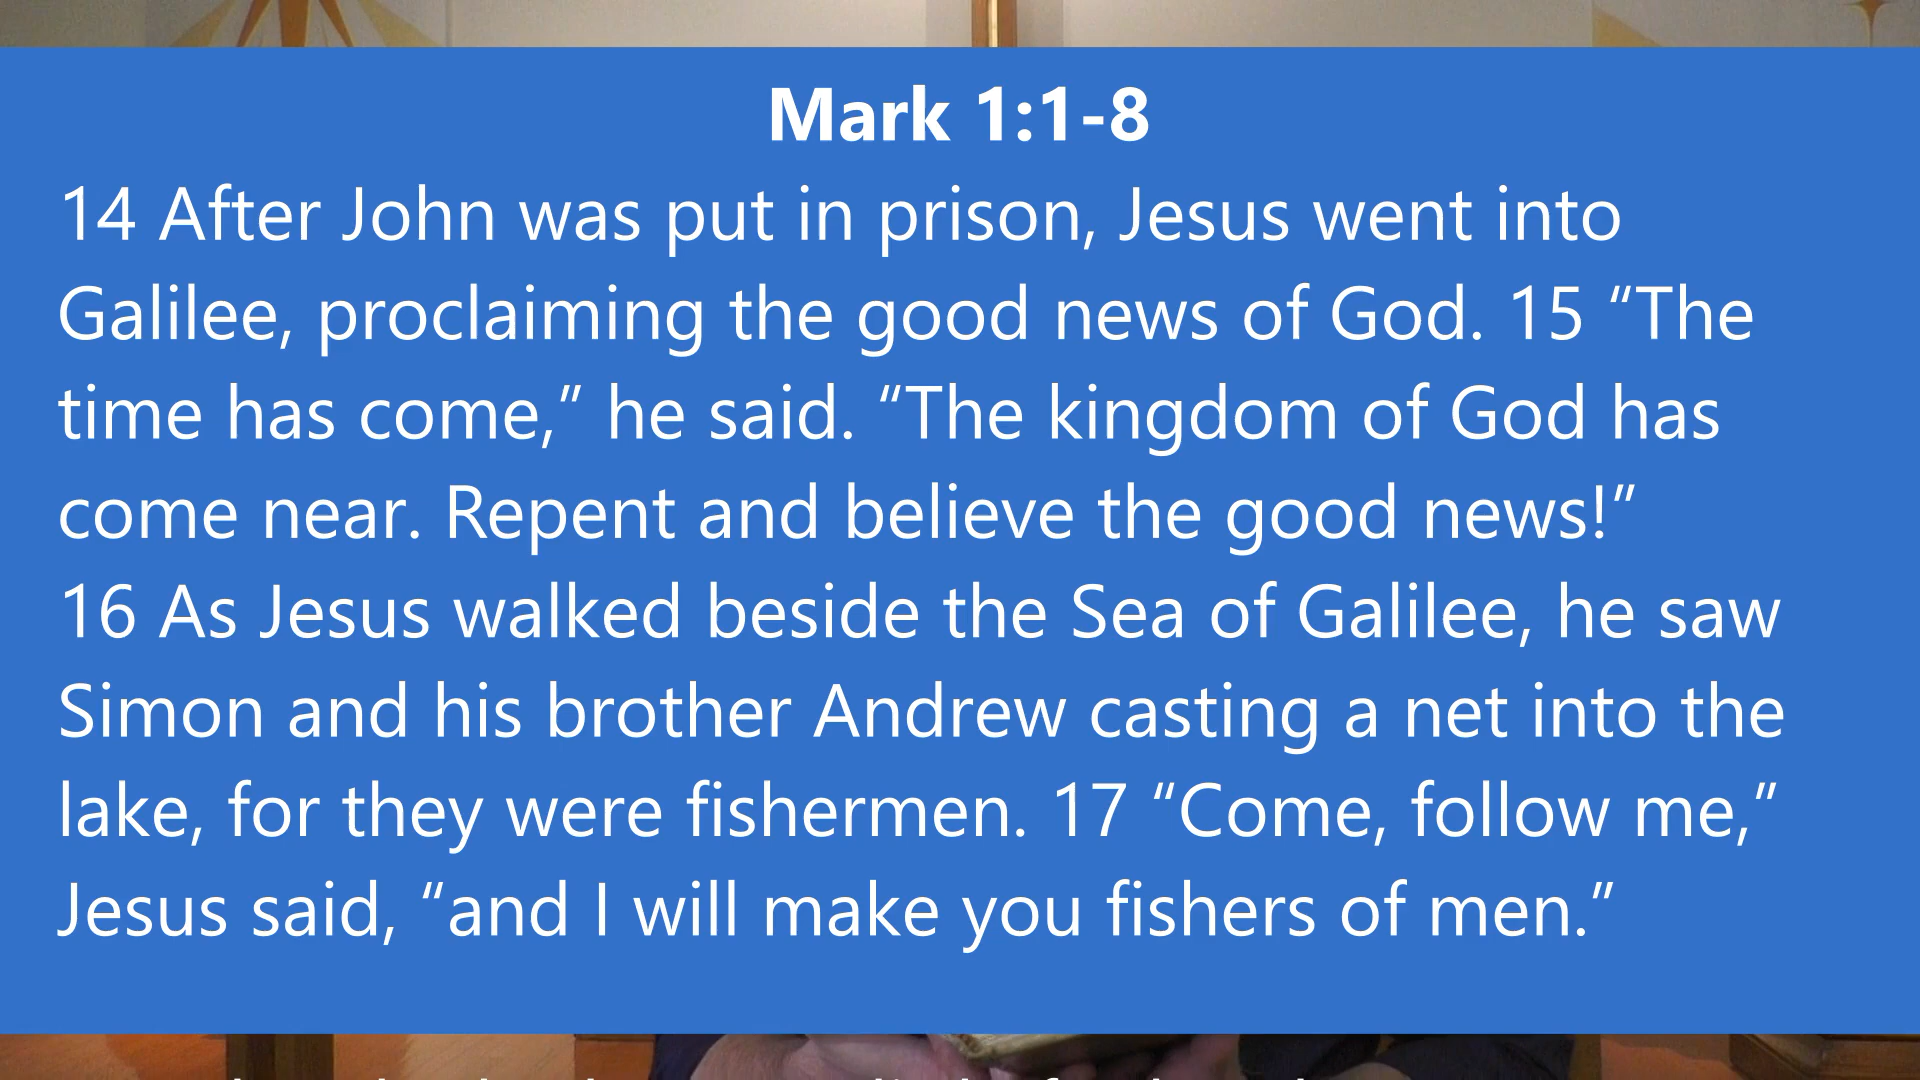 Mark 1:1-8
14 After John was put in prison, Jesus went into
Galilee, proclaiming the good news of God. 15 “The
time has come,” he said. “The kingdom of God has
come near. Repent and believe the good news!”
16 As Jesus walked beside the Sea of Galilee, he saw
Simon and his brother Andrew casting a net into the
lake, for they were fishermen. 17 “Come, follow me,”
Jesus said, “and I will make you fishers of men.”